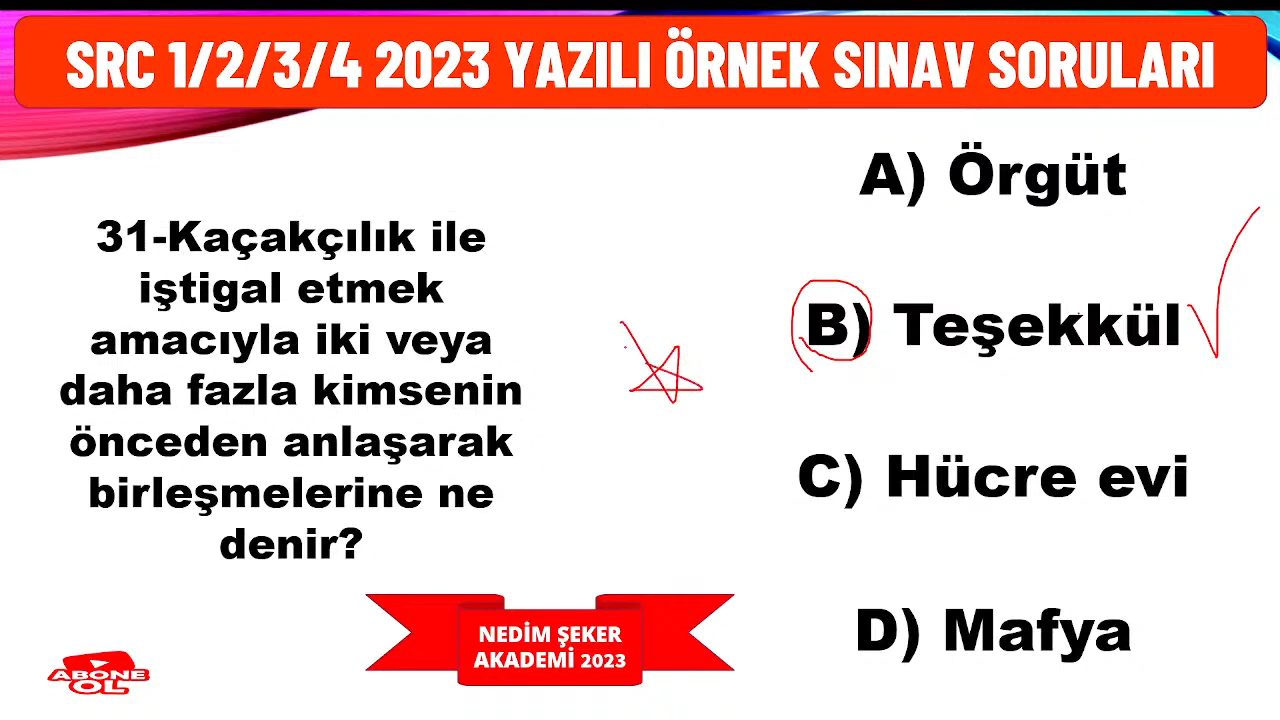 SRC 1/2/3/4 2023 YAZILI ÖRNEK SINAV SORULARI
31-Kaçakçılık ile
iştigal etmek
amacıyla iki veya
daha fazla kimsenin
önceden anlaşarak
birleşmelerine ne
denir?
A) Örgüt
B) Teşekkül
C) Hücre evi
D) Mafya
NEDİM ŞEKER
AKADEMİ 2023
ABONE
OL